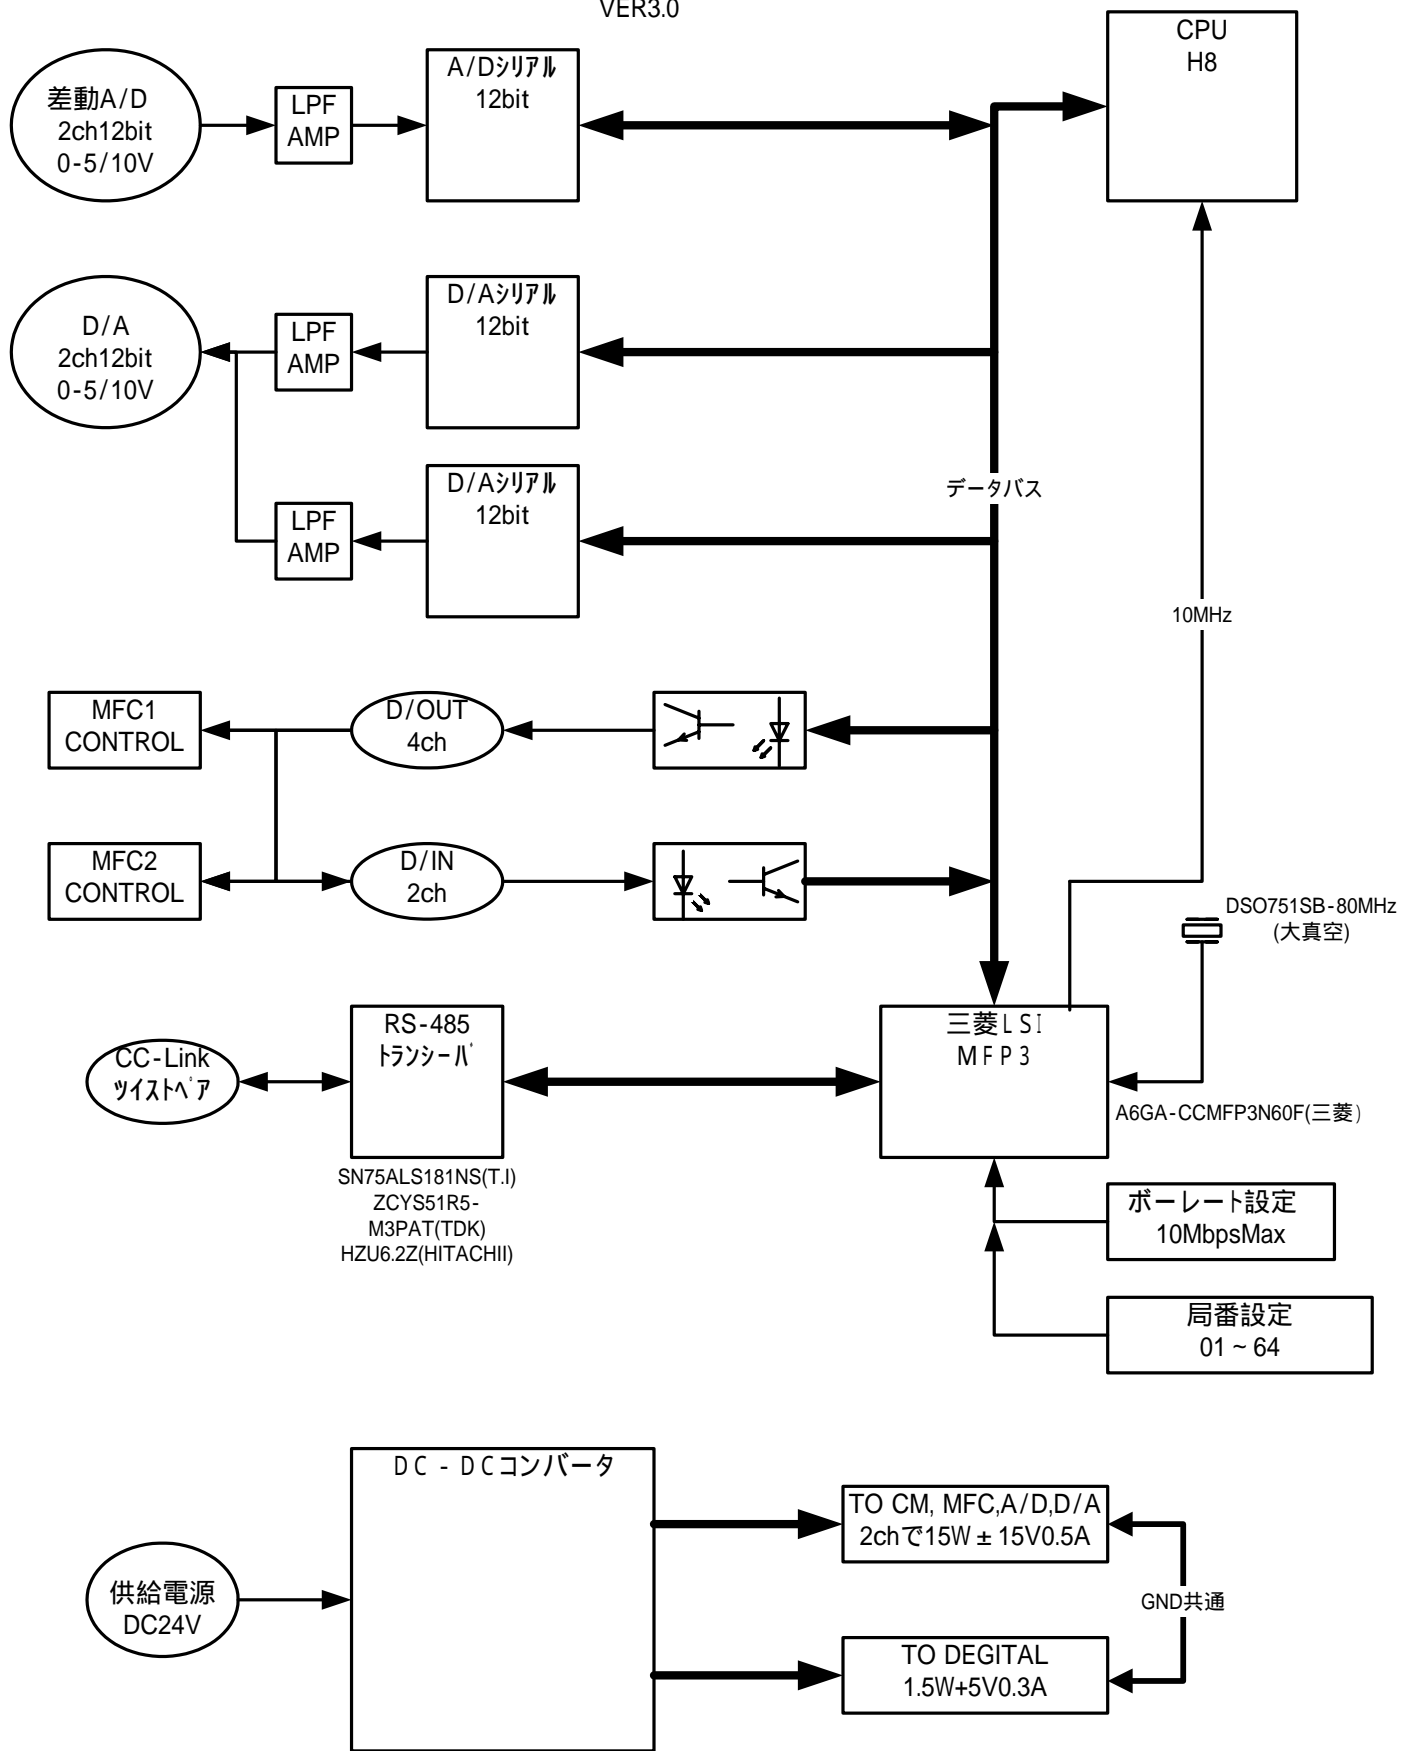 VER3.0
CPU
H8
差動A/D
2ch12bit
0-5/10V
LPF
AMP
A/Dｼﾘｱﾙ
12bit
D/A
2ch12bit
0-5/10V
LPF
AMP
D/Aｼﾘｱﾙ
12bit
LPF
AMP
D/Aｼﾘｱﾙ
12bit
データバス
10MHz
MFC1
CONTROL
D/OUT
4ch
MFC2
CONTROL
D/IN
2ch
DSO751SB-80MHz
(大真空)
CC-Link
ﾂｲｽﾄﾍﾟｱ
RS-485
ﾄﾗﾝｼｰﾊﾞ
三菱LSI
MFP3
A6GA-CCMFP3N60F(三菱)
SN75ALS181NS(T.I)
ZCYS51R5-
M3PAT(TDK)
HZU6.2Z(HITACHII)
ボーレート設定
10MbpsMax
局番設定
01～64
DC-DCコンバータ
供給電源
DC24V
TO CM, MFC,A/D,D/A
2chで15W±15V0.5A
GND共通
TO DEGITAL
1.5W+5V0.3A